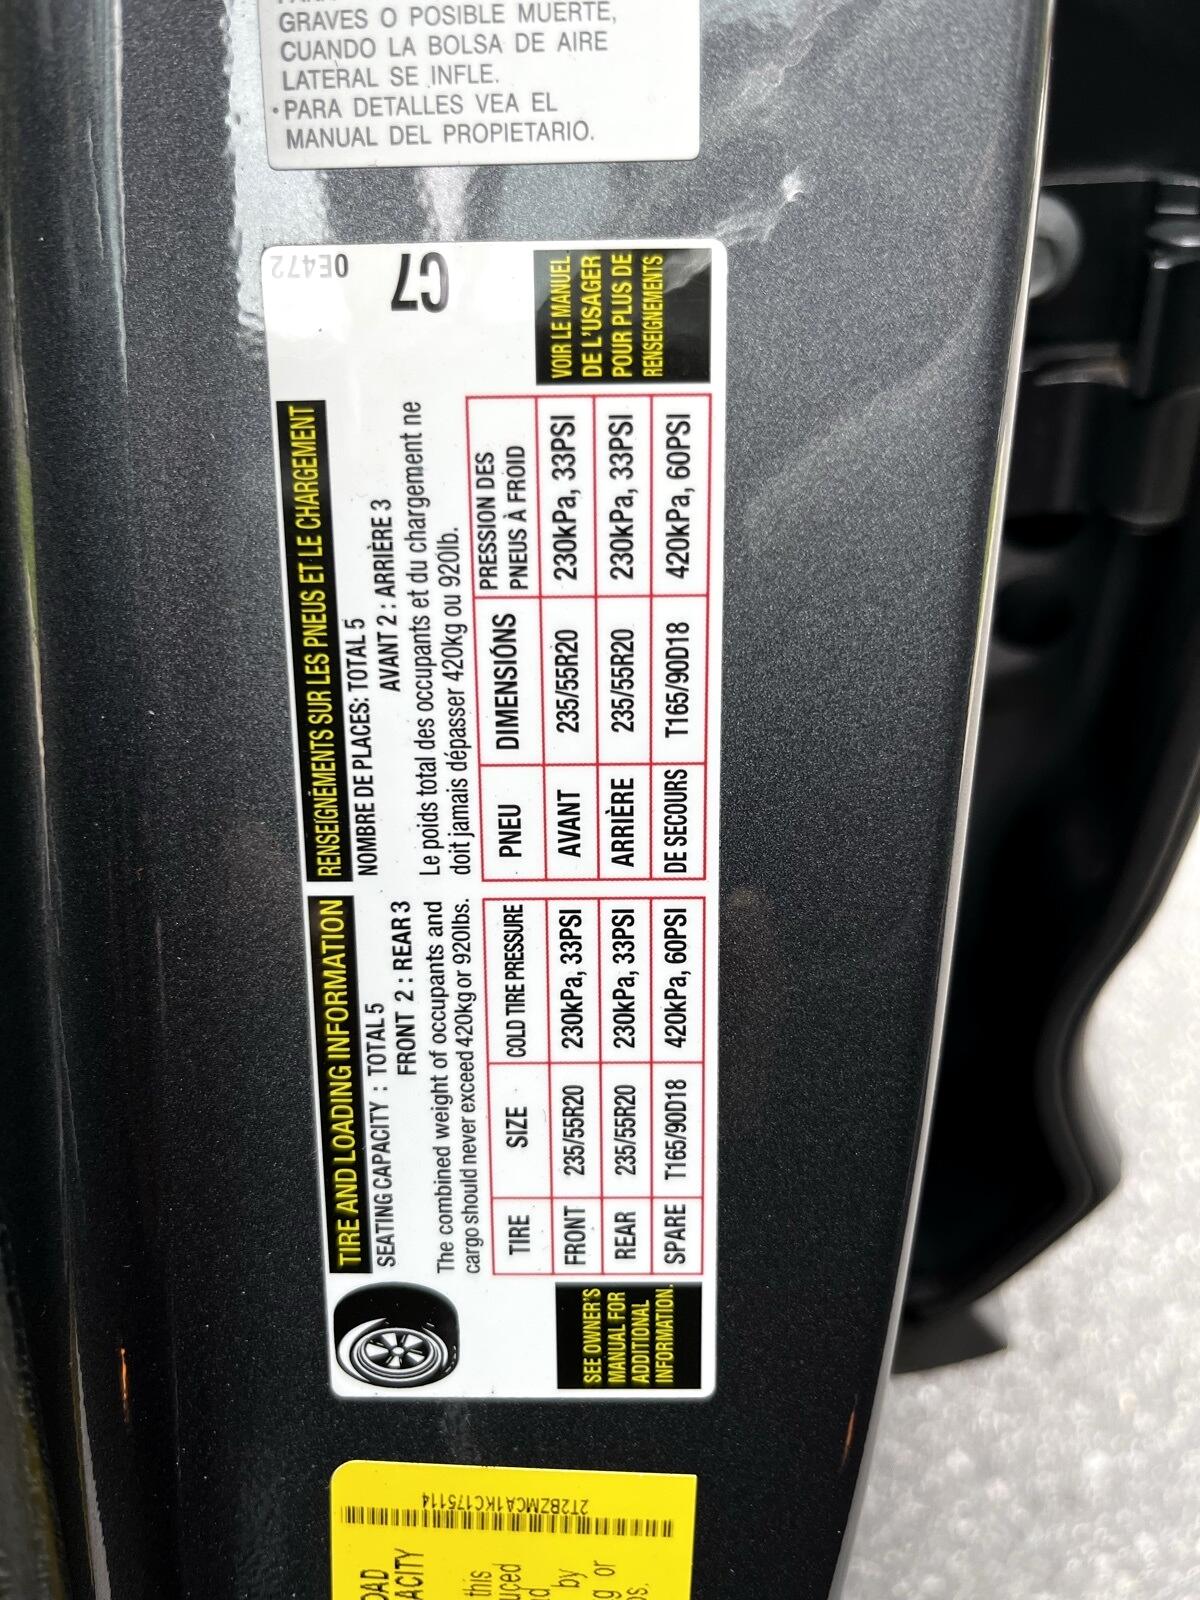 GRAVES O POSIBLE MUERTE,
CUANDO LA BOLSA DE AIRE
LATERAL SE INFLE.
•PARA DETALLES VEA EL
MANUAL DEL PROPIETARIO.
TIRE AND LOADING INFORMATION
SEATING CAPACITY : TOTAL 5
FRONT 2 : REAR 3
The combined weight of occupants and
cargo should never exceed 420kg or 920lbs.
TIRE SIZE COLD TIRE PRESSURE
FRONT 235/55R20 230kPa, 33PSI
REAR 235/55R20 230kPa, 33PSI
SPARE T165/90D18 420kPa, 60PSI
SEE OWNER'S
MANUAL FOR
ADDITIONAL
INFORMATION.
RENSEIGNÉMENTS SUR LES PNEUS ET LE CHARGEMENT
NOMBRE DE PLACES: TOTAL 5
AVANT 2 : ARRIÈRE 3
Le poids total des occupants et du chargement ne
doit jamais dépasser 420kg ou 920lb.
PNEU DIMENSIÓNS PRESSION DES
PNEUS À FROID
AVANT 235/55R20 230kPa, 33PSI
ARRIÈRE 235/55R20 230kPa, 33PSI
DE SECOURS T165/90D18 420kPa, 60PSI
VOIR LE MANUEL
DE L'USAGER
POUR PLUS DE
RENSEIGNEMENTS
C7
0E472
2T2BZMCA1KC175114
this
by
or